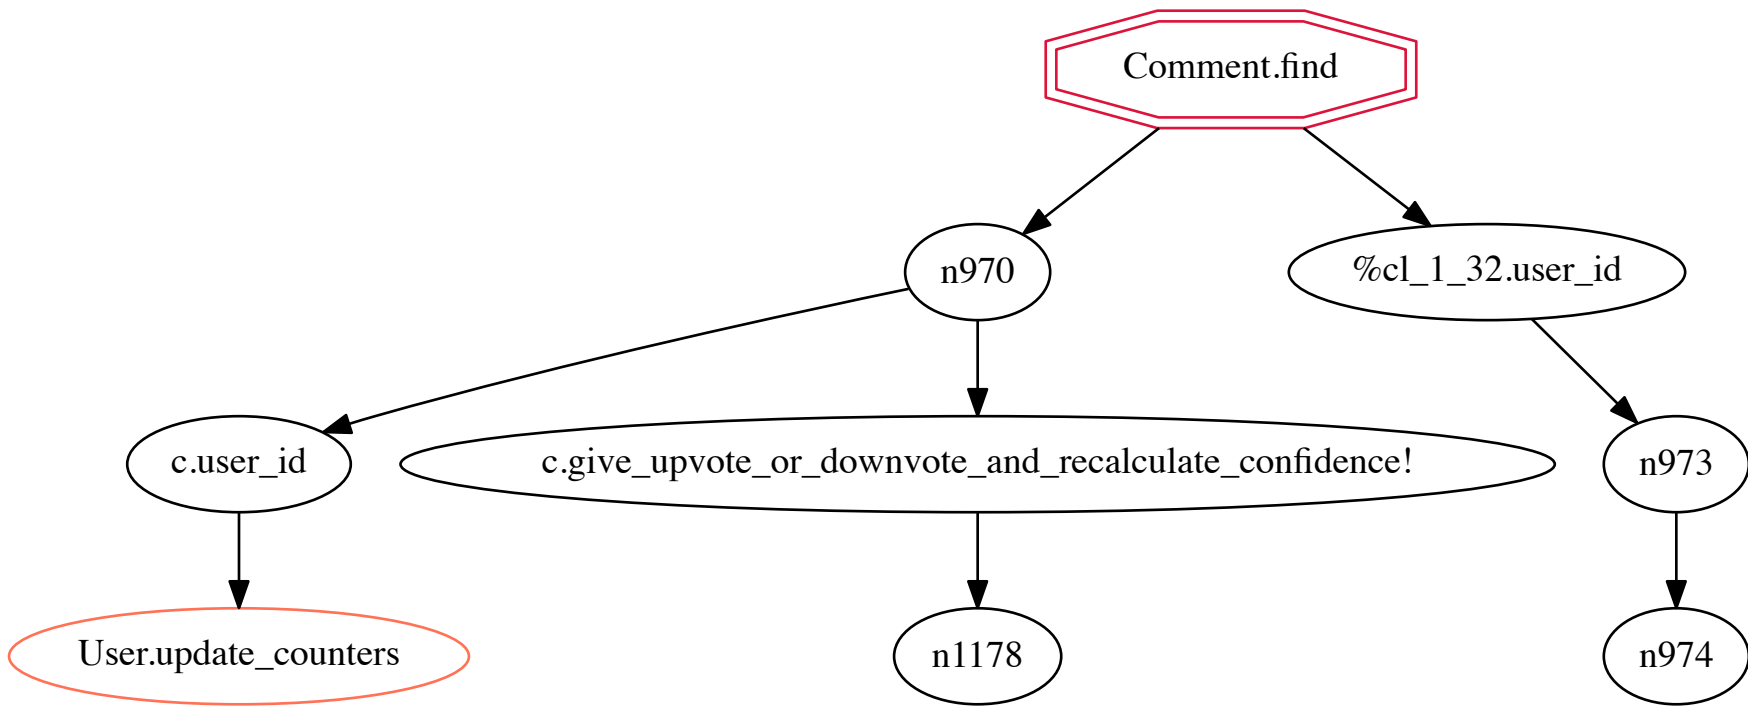 Comment.find
n970
%cl_1_32.user_id
c.user_id
c.give_upvote_or_downvote_and_recalculate_confidence!
n973
User.update_counters
n1178
n974